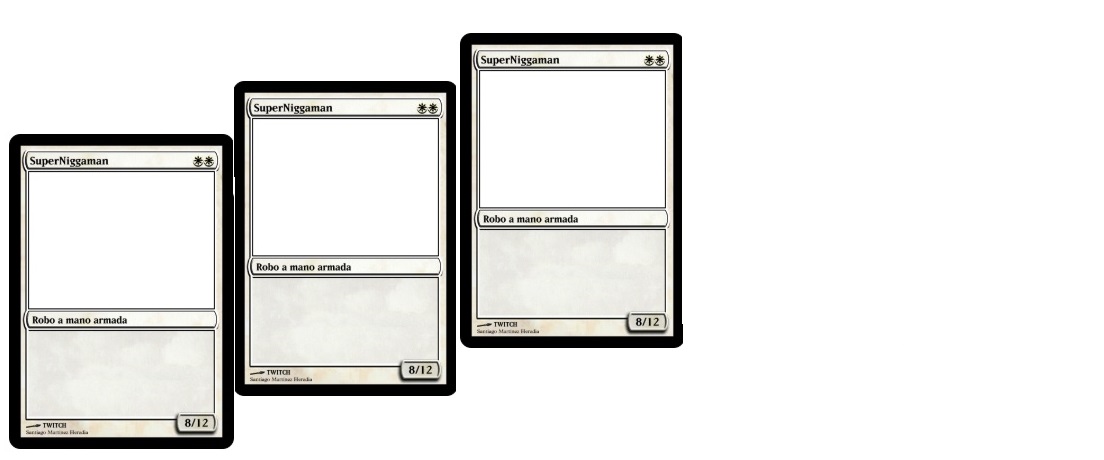 SuperNiggaman
Robo a mano armada
TWITCH
Santiago Martinez Heredia
8/12
SuperNiggaman
Robo a mano armada
TWITCH
Santiago Martinez Heredia
8/12
SuperNiggaman
Robo a mano armada
TWITCH
Santiago Martinez Heredia
8/12